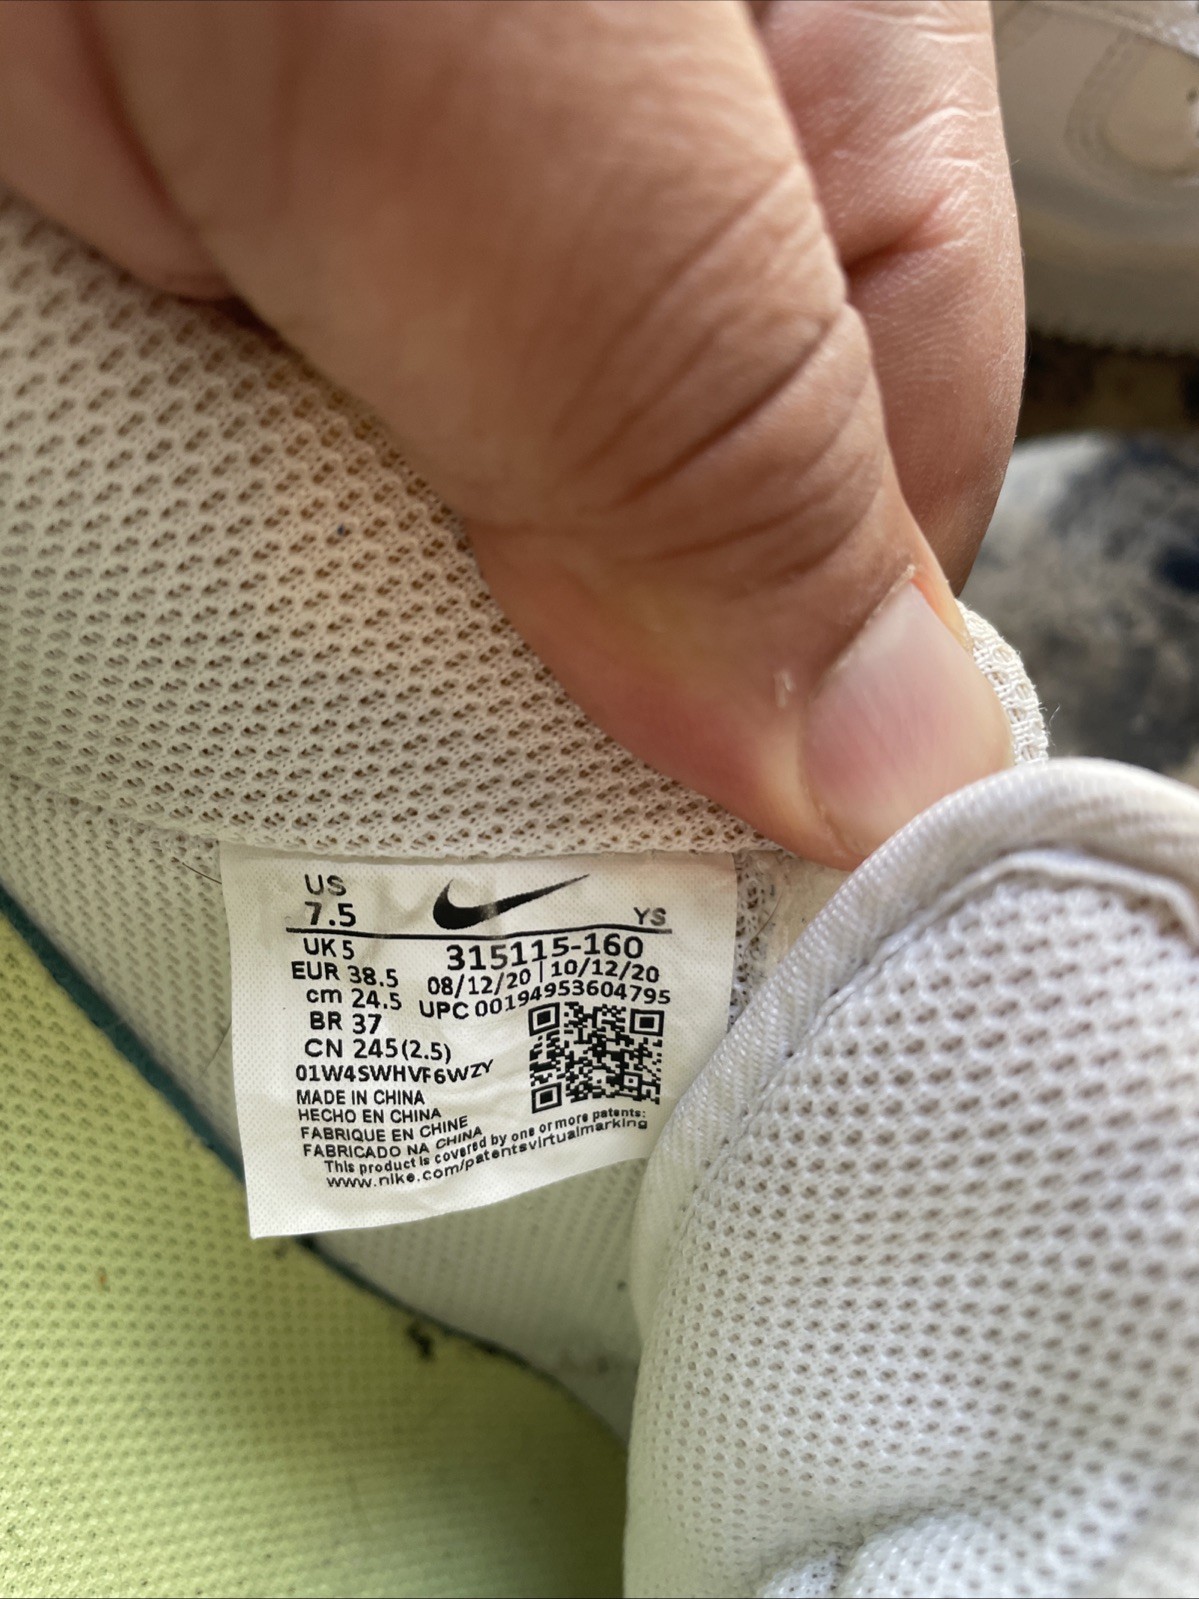 US
7.5
YS
UK 5
315115-160
EUR 38.5
08/12/20 | 10/12/20
cm 24.5
UPC 00194953604795
BR 37
CN 245(2.5)
01W4SWHVF6WZY
MADE IN CHINA
HECHO EN CHINA
FABRIQUE EN CHINE
FABRICADO NA CHINA
This product is covered by one or more patents:
www.nike.com/patentsvirtualmarking